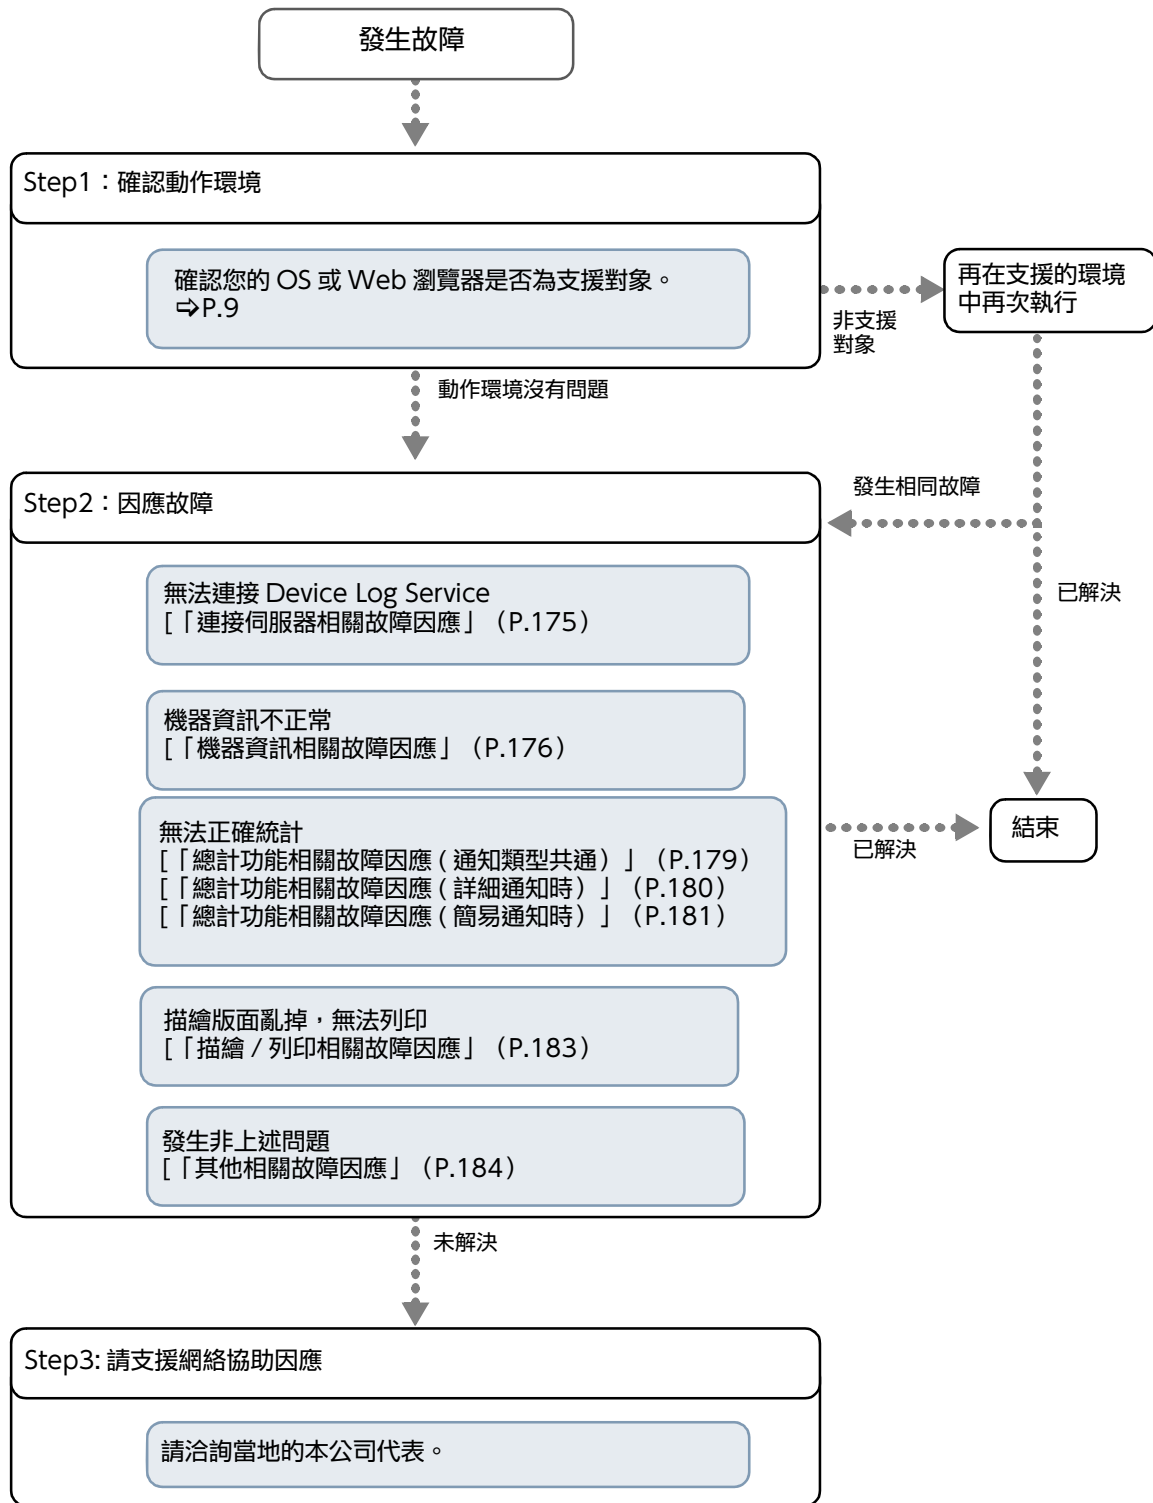 發生故障
Step1：確認動作環境
確認您的 OS 或 Web 瀏覽器是否為支援對象。
⇨P.9
非支援
對象
再在支援的環境
中再次執行
動作環境沒有問題
Step2：因應故障
發生相同故障
已解決
無法連接 Device Log Service
[「連接伺服器相關故障因應」（P.175）
機器資訊不正常
[「機器資訊相關故障因應」（P.176）
無法正確統計
[「總計功能相關故障因應 ( 通知類型共通）」（P.179）
[「總計功能相關故障因應 ( 詳細通知時）」（P.180）
[「總計功能相關故障因應 ( 簡易通知時）」（P.181）
已解決
結束
描繪版面亂掉，無法列印
[「描繪 / 列印相關故障因應」（P.183）
發生非上述問題
[「其他相關故障因應」（P.184）
未解決
Step3: 請支援網絡協助因應
請洽詢當地的本公司代表。